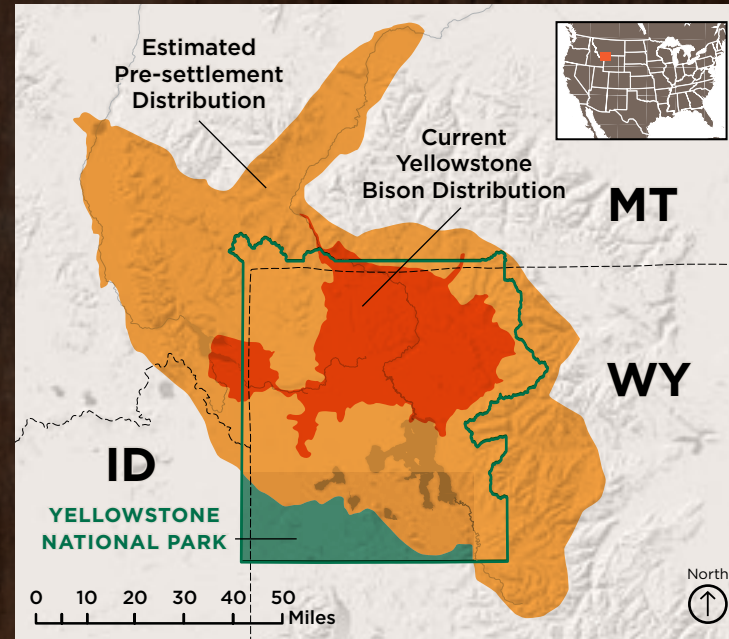 Estimated
Pre-settlement
Distribution
Current
Yellowstone
Bison Distribution
MT
WY
ID
YELLOWSTONE
NATIONAL PARK
North
0 10 20 30 40 50
Miles